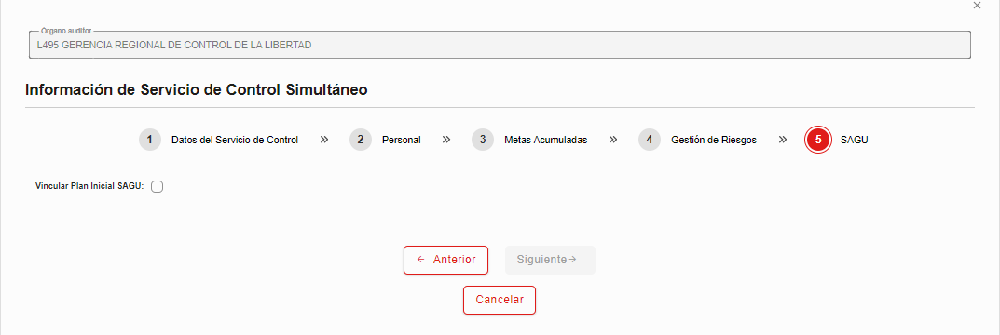 Órgano auditor
L495 GERENCIA REGIONAL DE CONTROL DE LA LIBERTAD
Información de Servicio de Control Simultáneo
1 Datos del Servicio de Control » 2 Personal » 3 Metas Acumuladas » 4 Gestión de Riesgos » 5 SAGU
Vincular Plan Inicial SAGU:
← Anterior Siguiente→
Cancelar